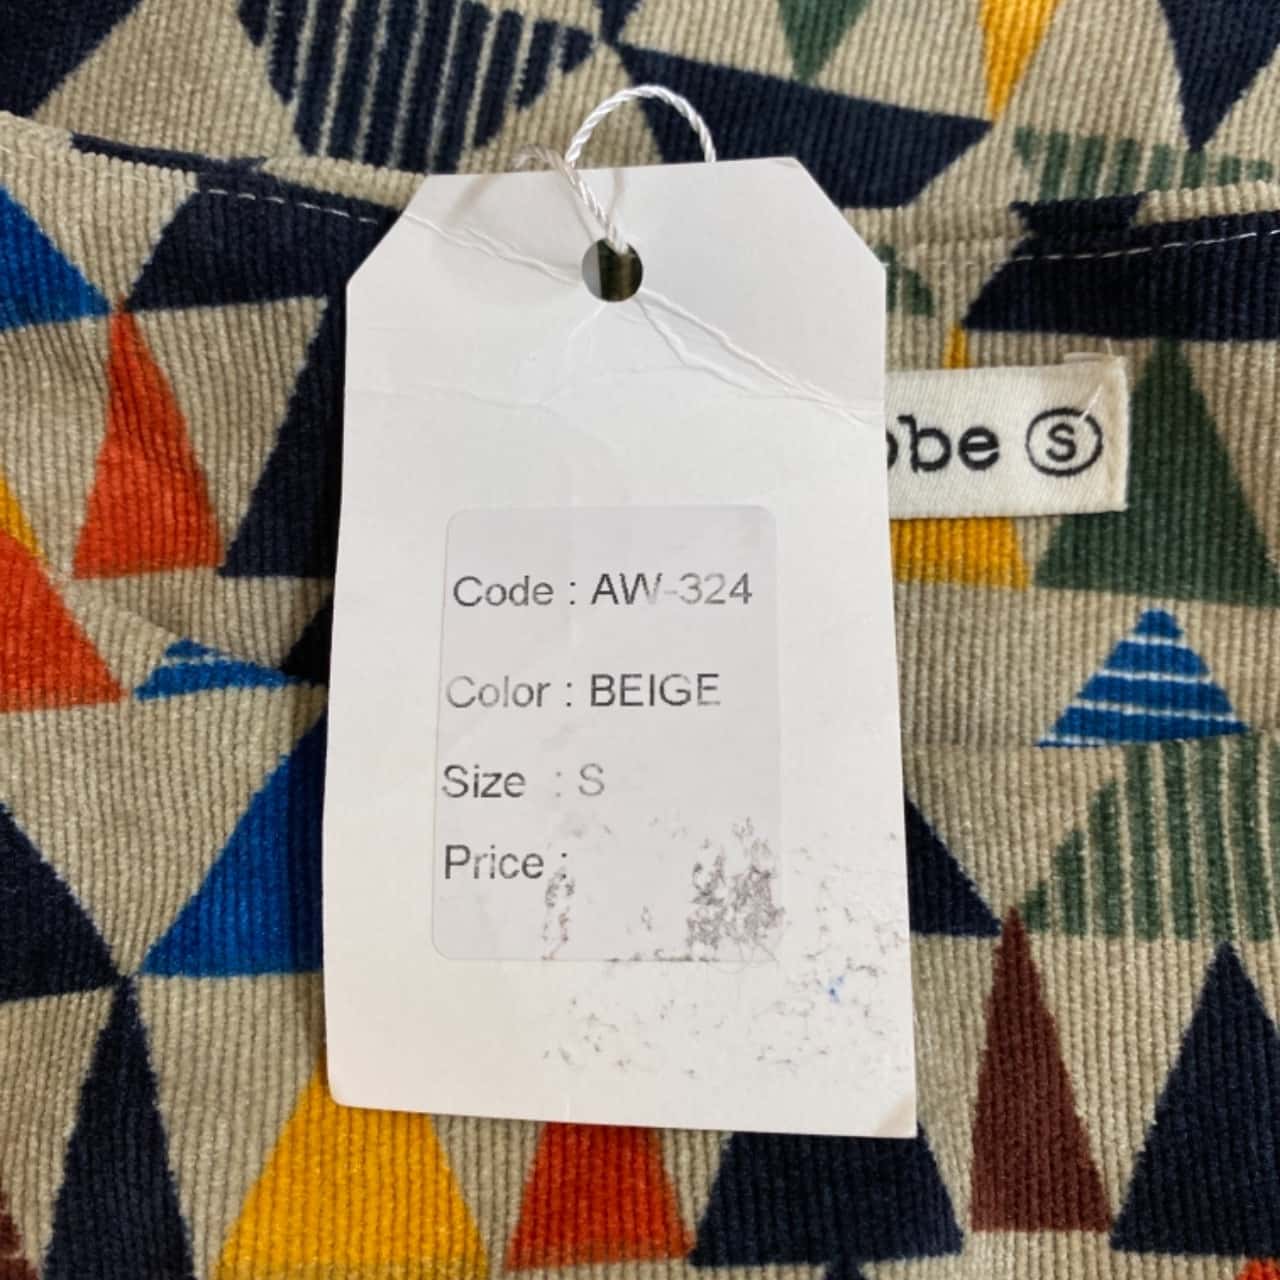 obe S
Code : AW-324
Color : BEIGE
Size : S
Price :